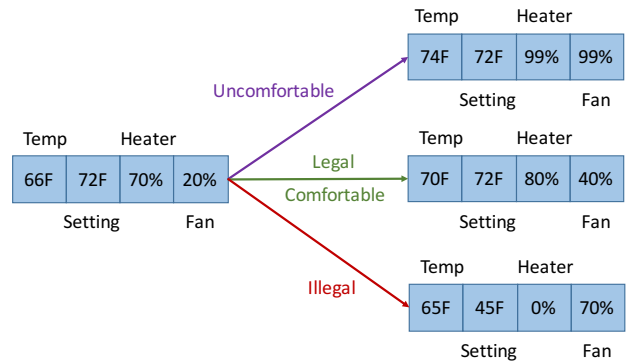 Temp Heater
66F 72F 70% 20%
Setting Fan
Uncomfortable
Legal
Comfortable
Illegal
Temp Heater
74F 72F 99% 99%
Setting Fan
Temp Heater
70F 72F 80% 40%
Setting Fan
Temp Heater
65F 45F 0% 70%
Setting Fan